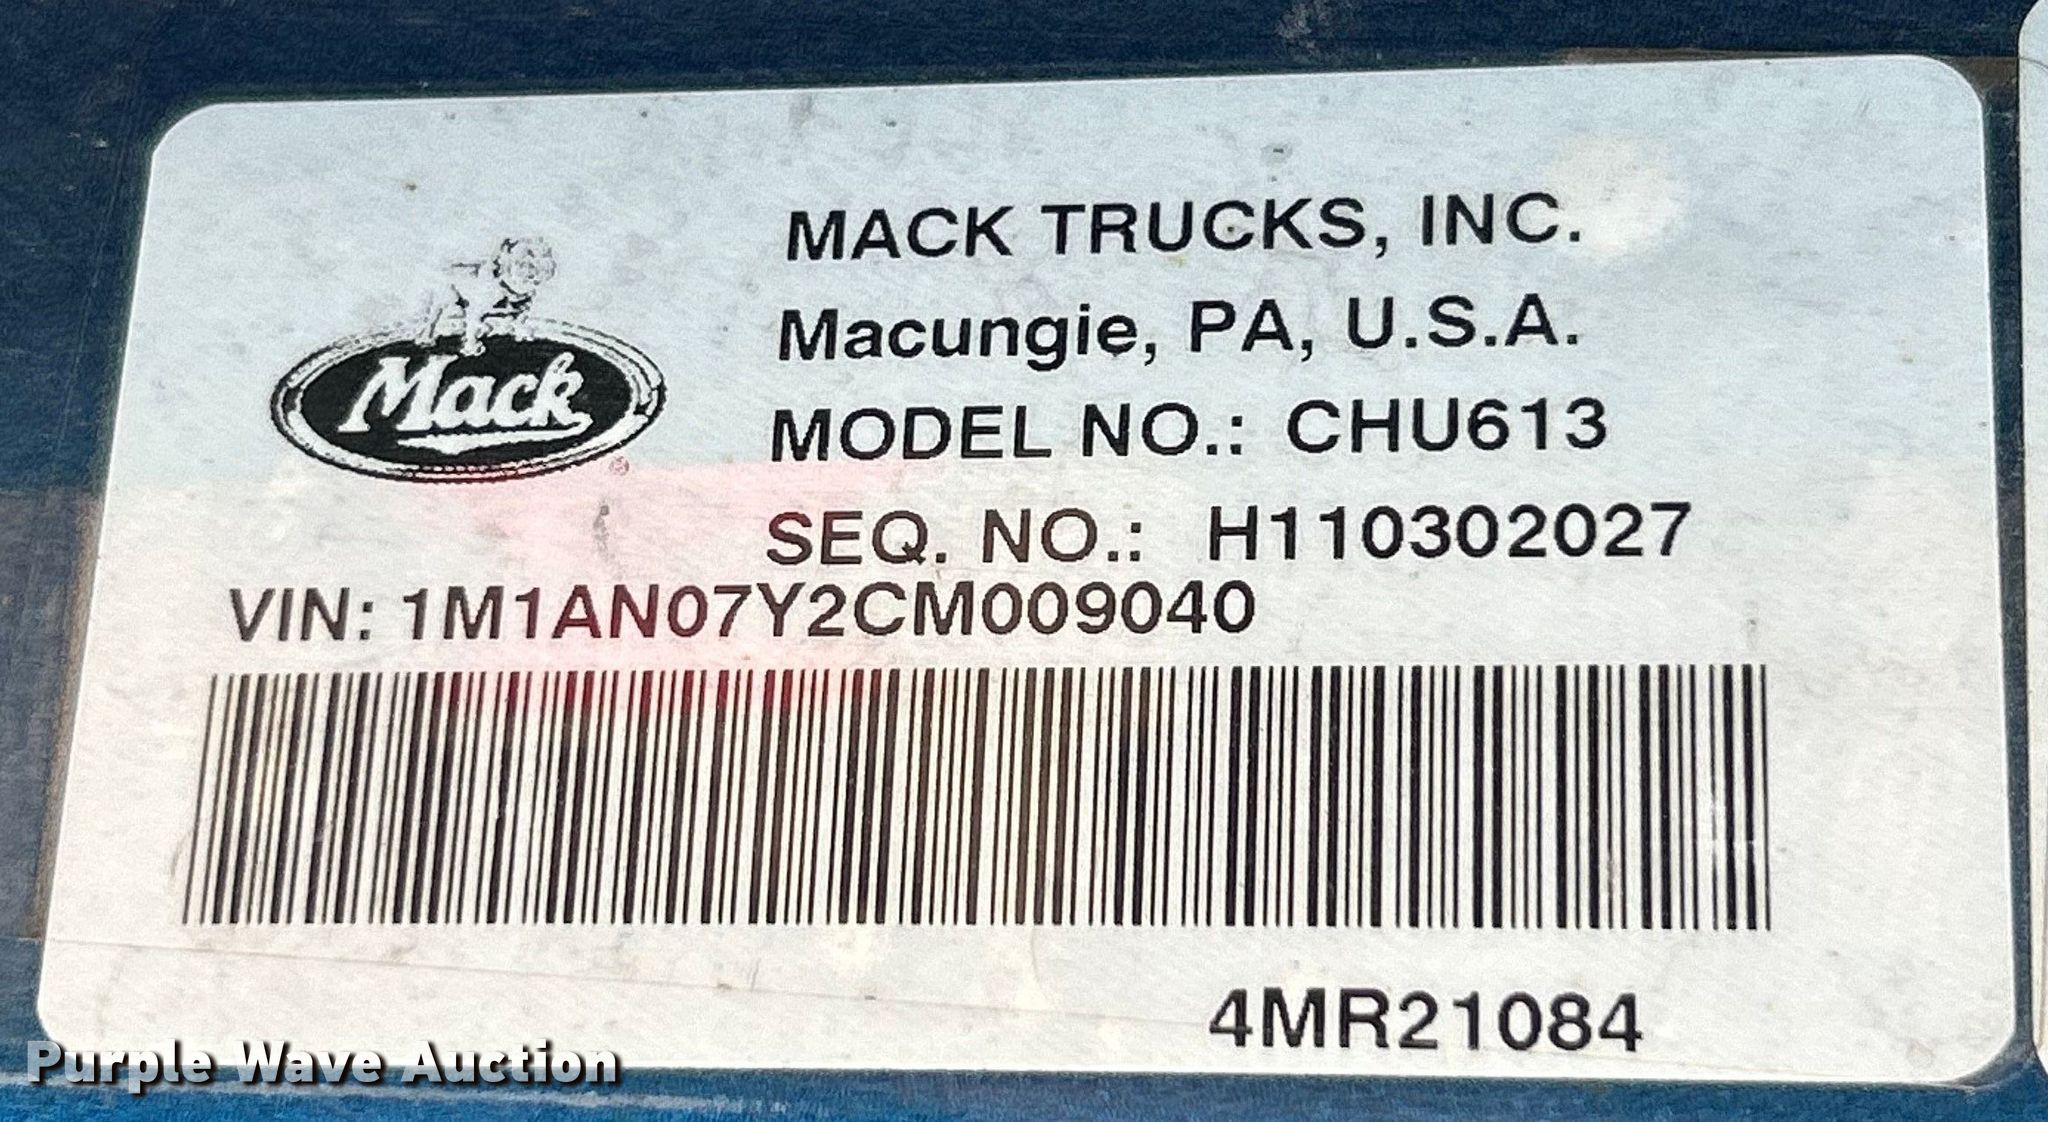 MACK TRUCKS, INC.
Macungie, PA, U.S.A.
Mack
®
MODEL NO.: CHU613
SEQ. NO.: H110302027
VIN: 1M1AN07Y2CM009040
4MR21084
Purple Wave Auction